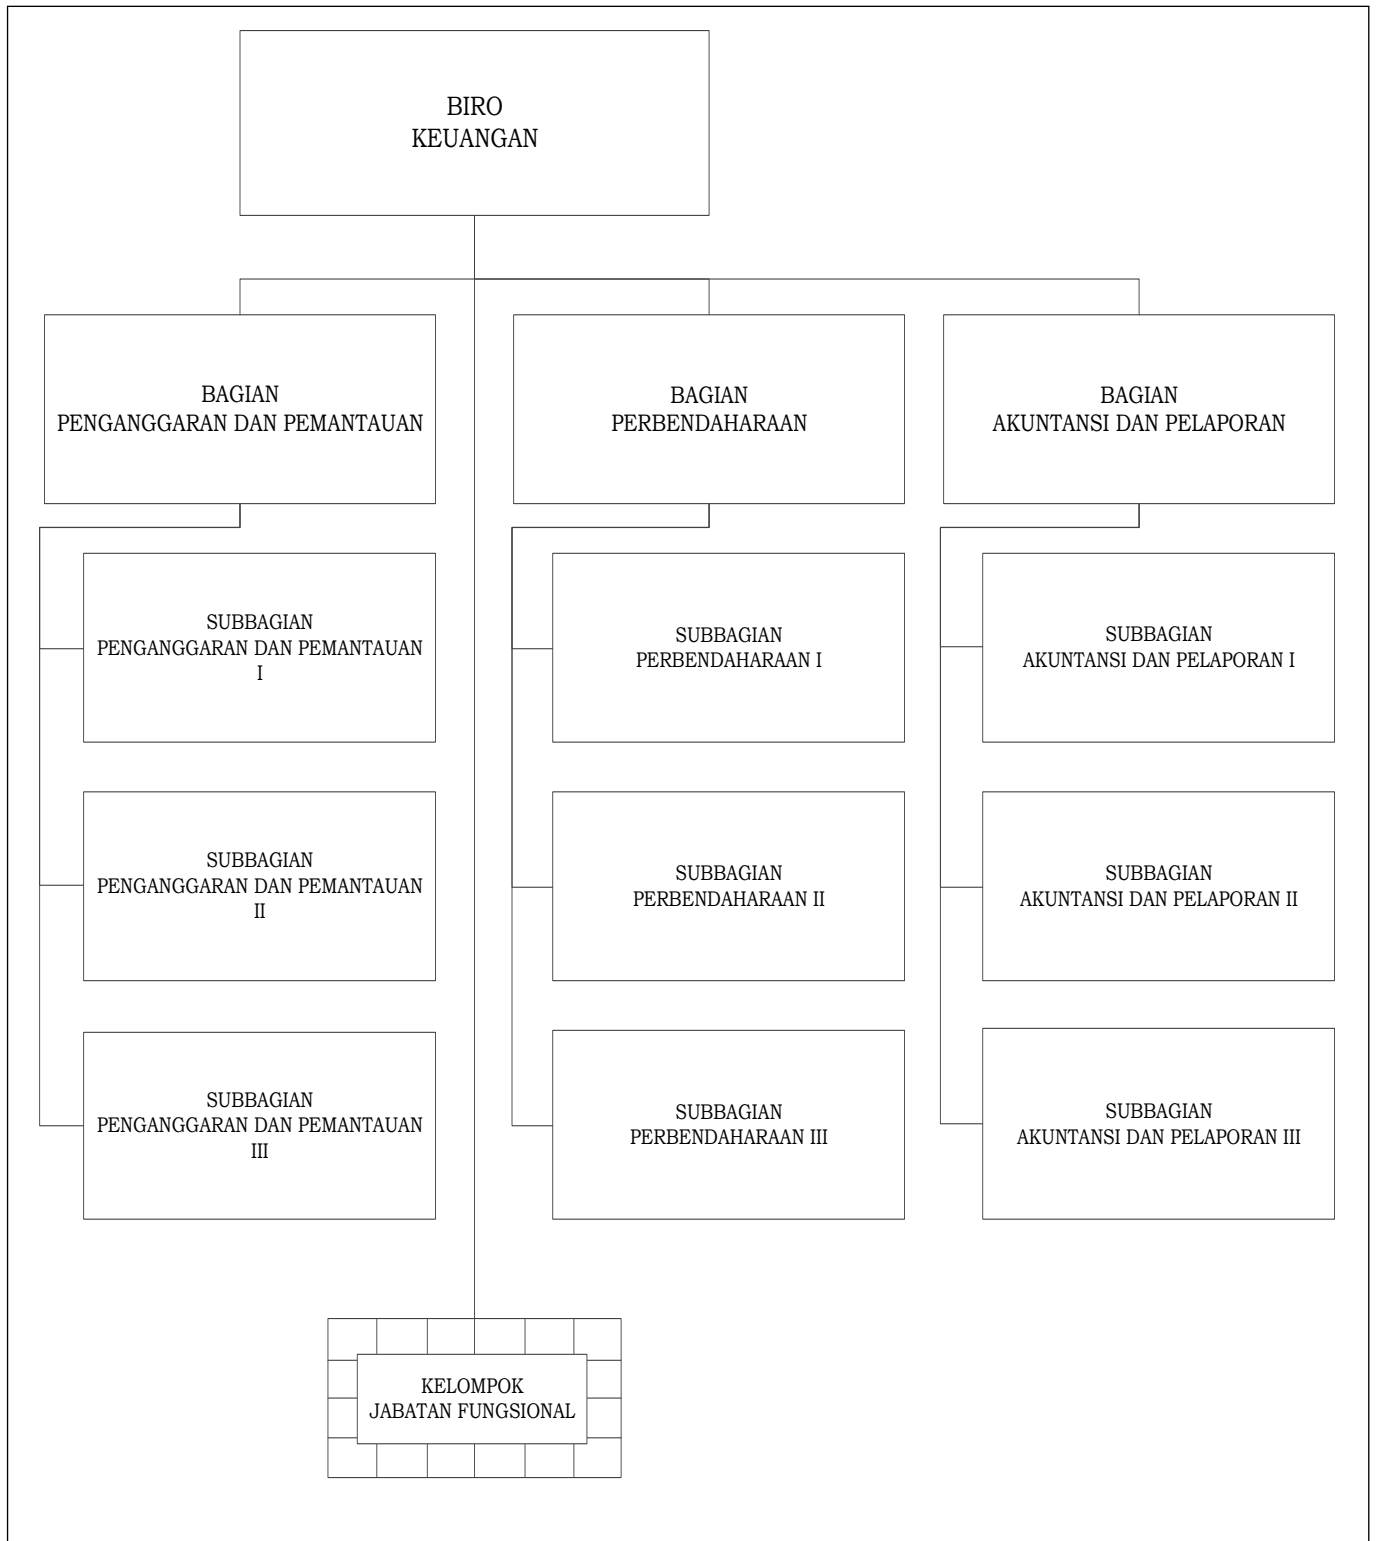 BIRO
KEUANGAN
BAGIAN
PENGANGGARAN DAN PEMANTAUAN
BAGIAN
PERBENDAHARAAN
BAGIAN
AKUNTANSI DAN PELAPORAN
SUBBAGIAN
PENGANGGARAN DAN PEMANTAUAN
I
SUBBAGIAN
PERBENDAHARAAN I
SUBBAGIAN
AKUNTANSI DAN PELAPORAN I
SUBBAGIAN
PENGANGGARAN DAN PEMANTAUAN
II
SUBBAGIAN
PERBENDAHARAAN II
SUBBAGIAN
AKUNTANSI DAN PELAPORAN II
SUBBAGIAN
PENGANGGARAN DAN PEMANTAUAN
III
SUBBAGIAN
PERBENDAHARAAN III
SUBBAGIAN
AKUNTANSI DAN PELAPORAN III
KELOMPOK
JABATAN FUNGSIONAL